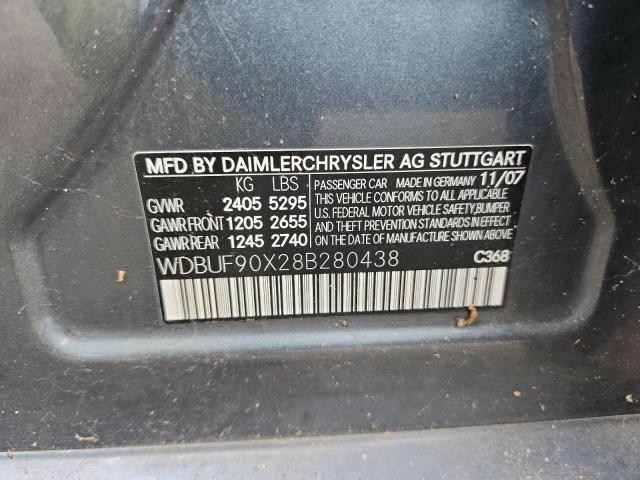 MFD BY DAIMLERCHRYSLER AG STUTTGART
KG LBS
GVWR 2405 5295
GAWR FRONT 1205 2655
GAWR REAR 1245 2740
PASSENGER CAR MADE IN GERMANY 11/07
THIS VEHICLE CONFORMS TO ALL APPLICABLE
U.S. FEDERAL MOTOR VEHICLE SAFETY, BUMPER
AND THEFT PREVENTION STANDARDS IN EFFECT
ON THE DATE OF MANUFACTURE SHOWN ABOVE.
WDBUF90X28B280438 C368